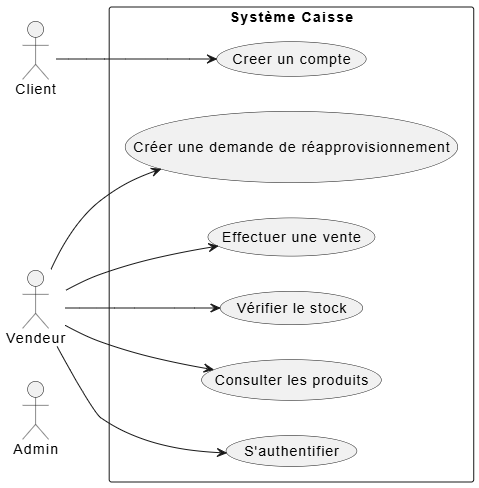 Système Caisse
Creer un compte
Client
Créer une demande de réapprovisionnement
Effectuer une vente
Vérifier le stock
Vendeur
Consulter les produits
Admin
S'authentifier